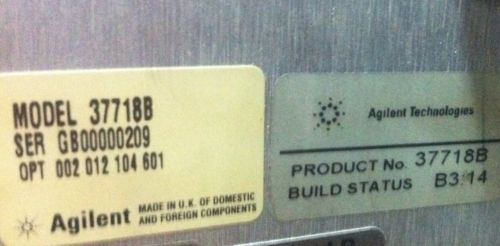 MODEL 37718B
SER GB00000209
OPT 002 012 104 601
Agilent MADE IN U.K. OF DOMESTIC
AND FOREIGN COMPONENTS
Agilent Technologies
PRODUCT No. 37718B
BUILD STATUS B3.14